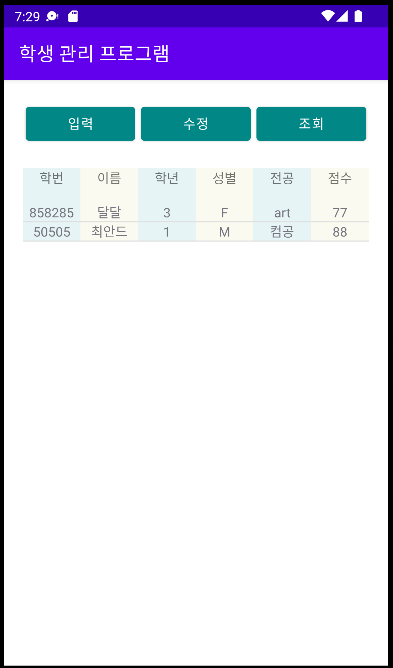 7:29
학생 관리 프로그램
입력 수정 조회
학번 이름 학년 성별 전공 점수
858285 달달 3 F art 77
50505 최안드 1 M 컴공 88